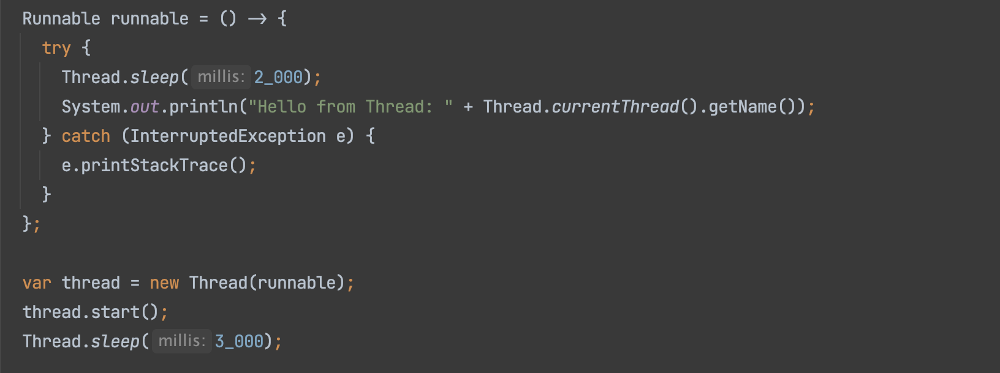 Runnable runnable = () -> {
try {
Thread.sleep( millis: 2_000);
System.out.println("Hello from Thread: " + Thread.currentThread().getName());
} catch (InterruptedException e) {
e.printStackTrace();
}
};
var thread = new Thread(runnable);
thread.start();
Thread.sleep( millis: 3_000);